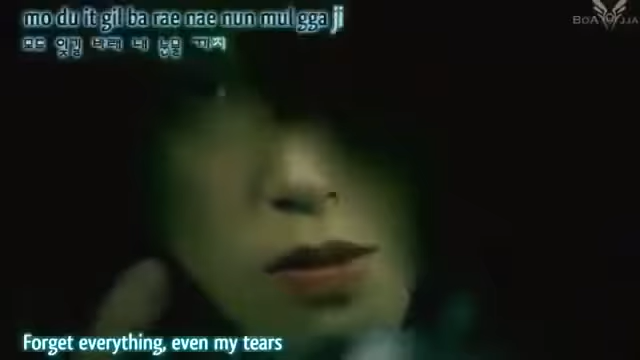 mo du it gil ba rae nae nun mul gga ji
모두 잊길 바래 내 눈물 까지
Forget everything, even my tears